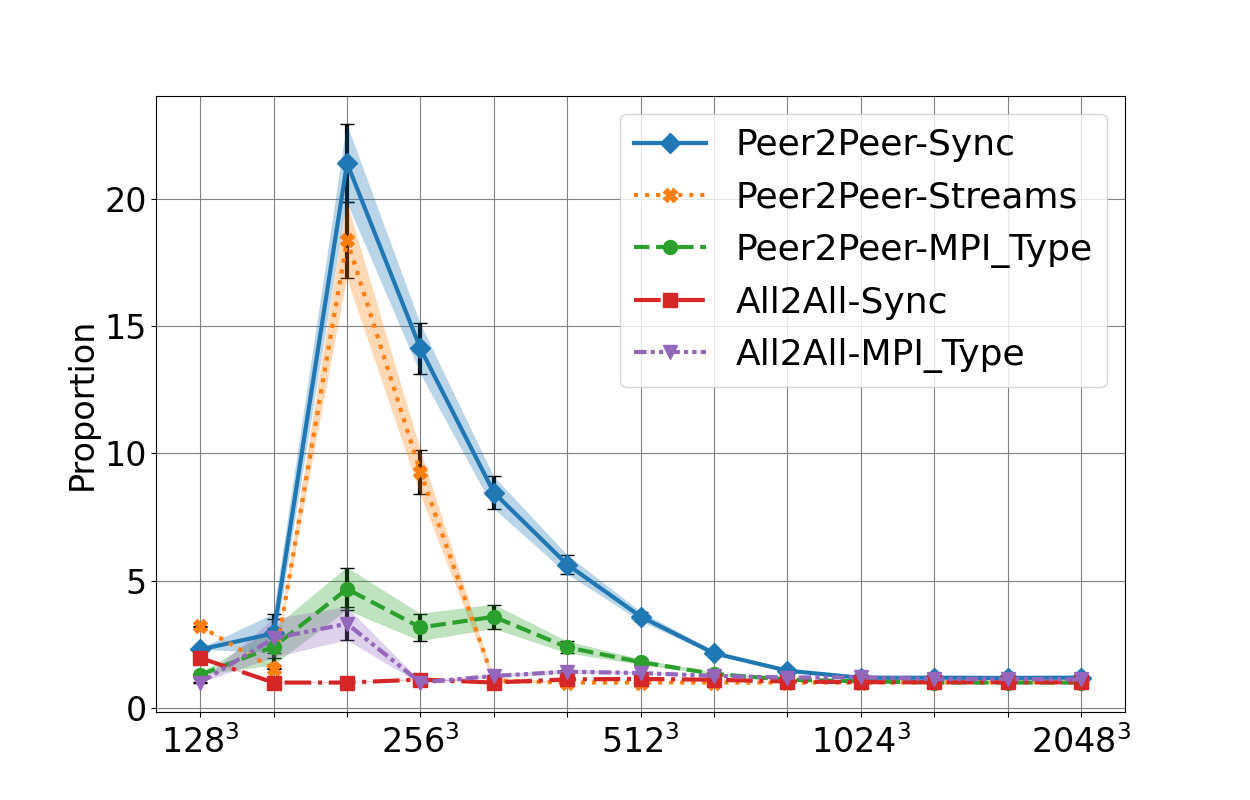 Proportion
20
15
10
5
0
128³
256³
512³
1024³
2048³
Peer2Peer-Sync
Peer2Peer-Streams
Peer2Peer-MPI_Type
All2All-Sync
All2All-MPI_Type